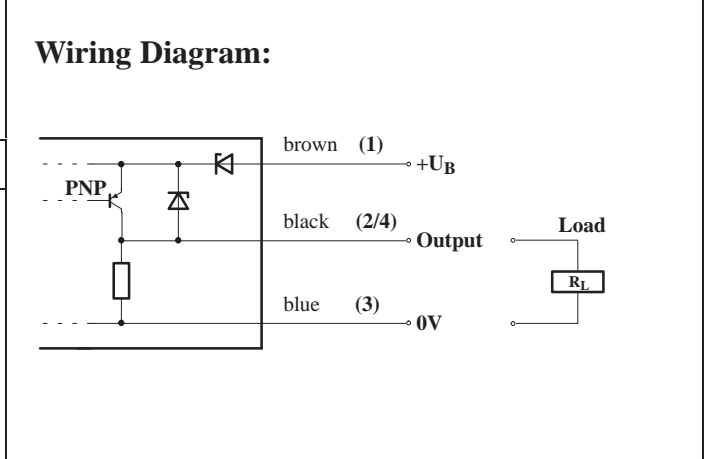 Wiring Diagram:
brown (1)
+UB
PNP
black (2/4)
Output
Load
RL
blue (3)
0V